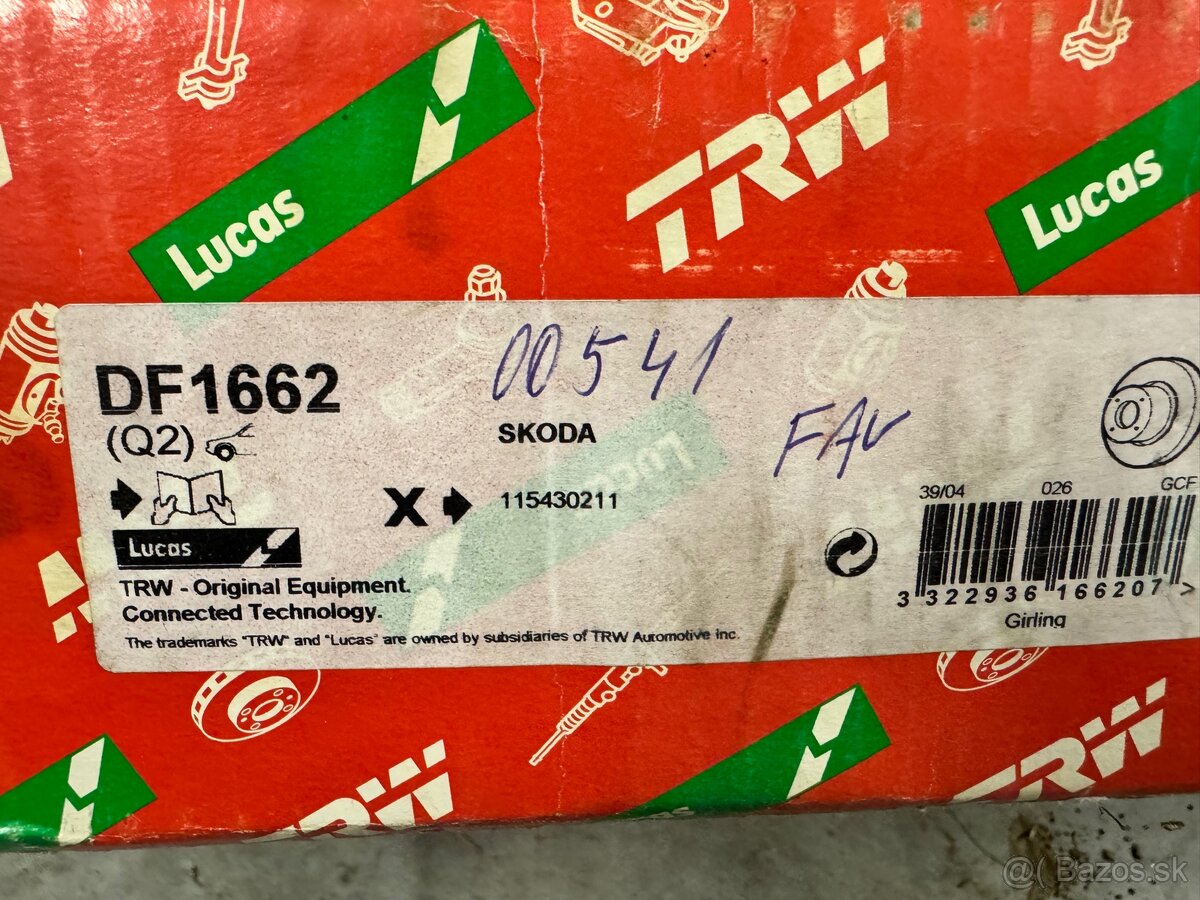 Lucas
TRW
Lucas
00541
DF1662
SKODA
FAV
(Q2)
X
115430211
39/04 026 GCF
Lucas
Lucas
TRW - Original Equipment.
Connected Technology.
3 322936 166207 >
Girling
The trademarks "TRW" and "Lucas" are owned by subsidiaries of TRW Automotive Inc.
TRW
TRW
@( Bazos.sk